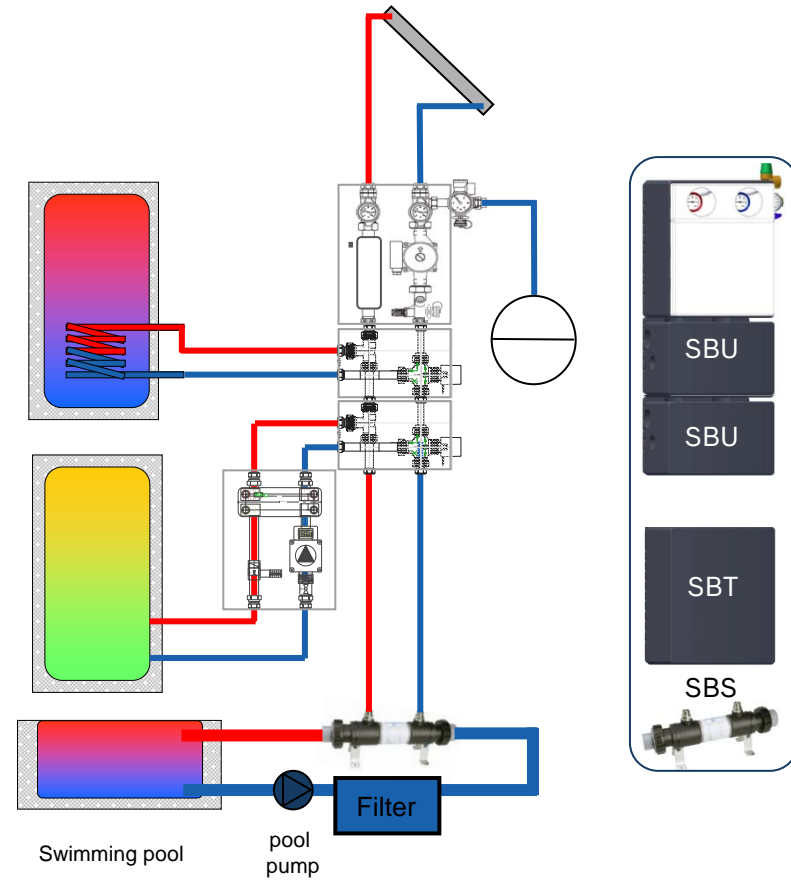 SBU
SBU
SBT
SBS
Filter
pool
pump
Swimming pool